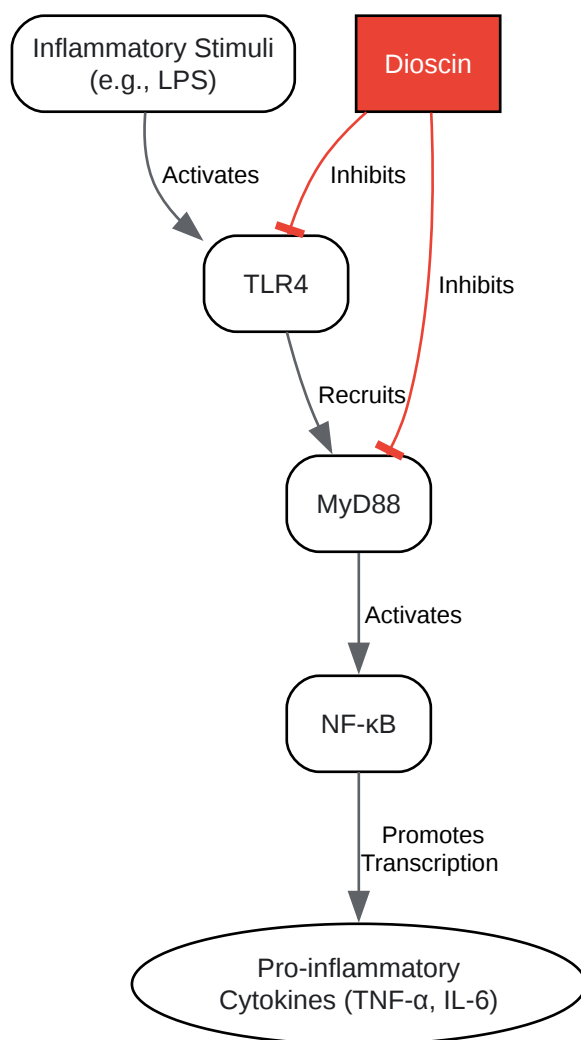 Inflammatory Stimuli
(e.g., LPS)
Dioscin
Activates
Inhibits
TLR4
Inhibits
Recruits
MyD88
Activates
NF-κB
Promotes
Transcription
Pro-inflammatory
Cytokines (TNF-α, IL-6)